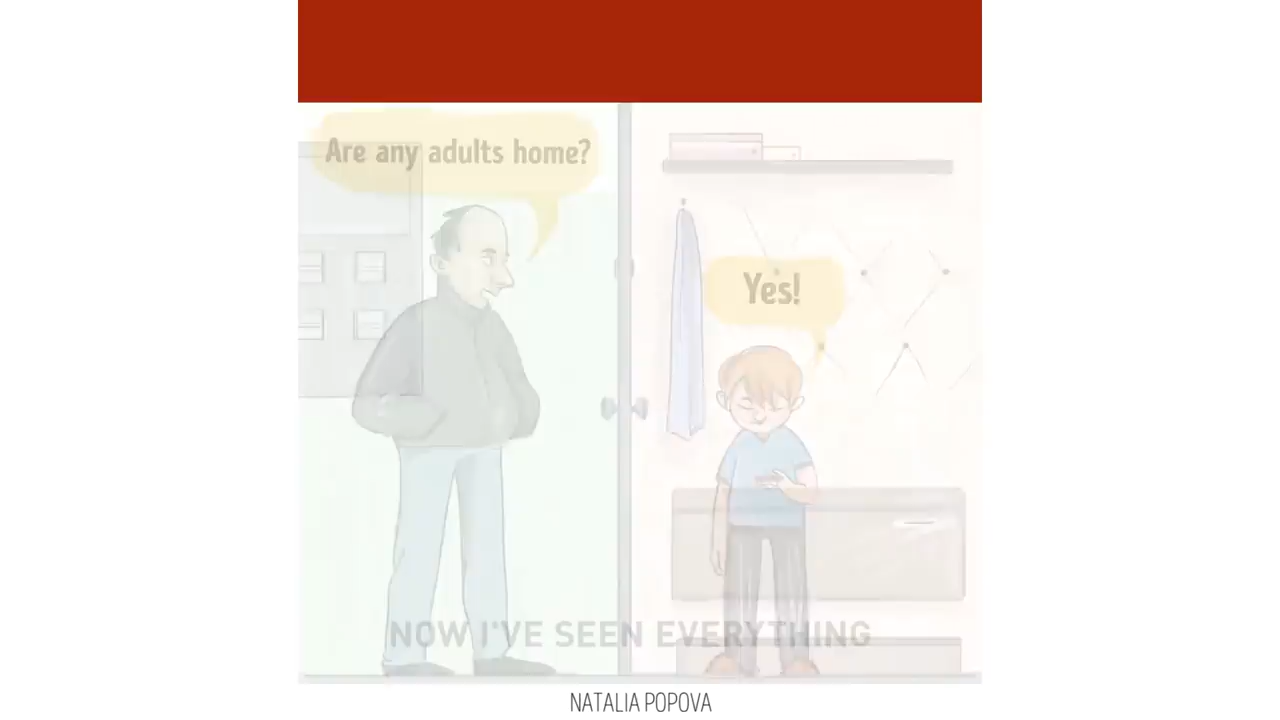 Are any adults home?
Yes!
NOW I'VE SEEN EVERYTHING
NATALIA POPOVA